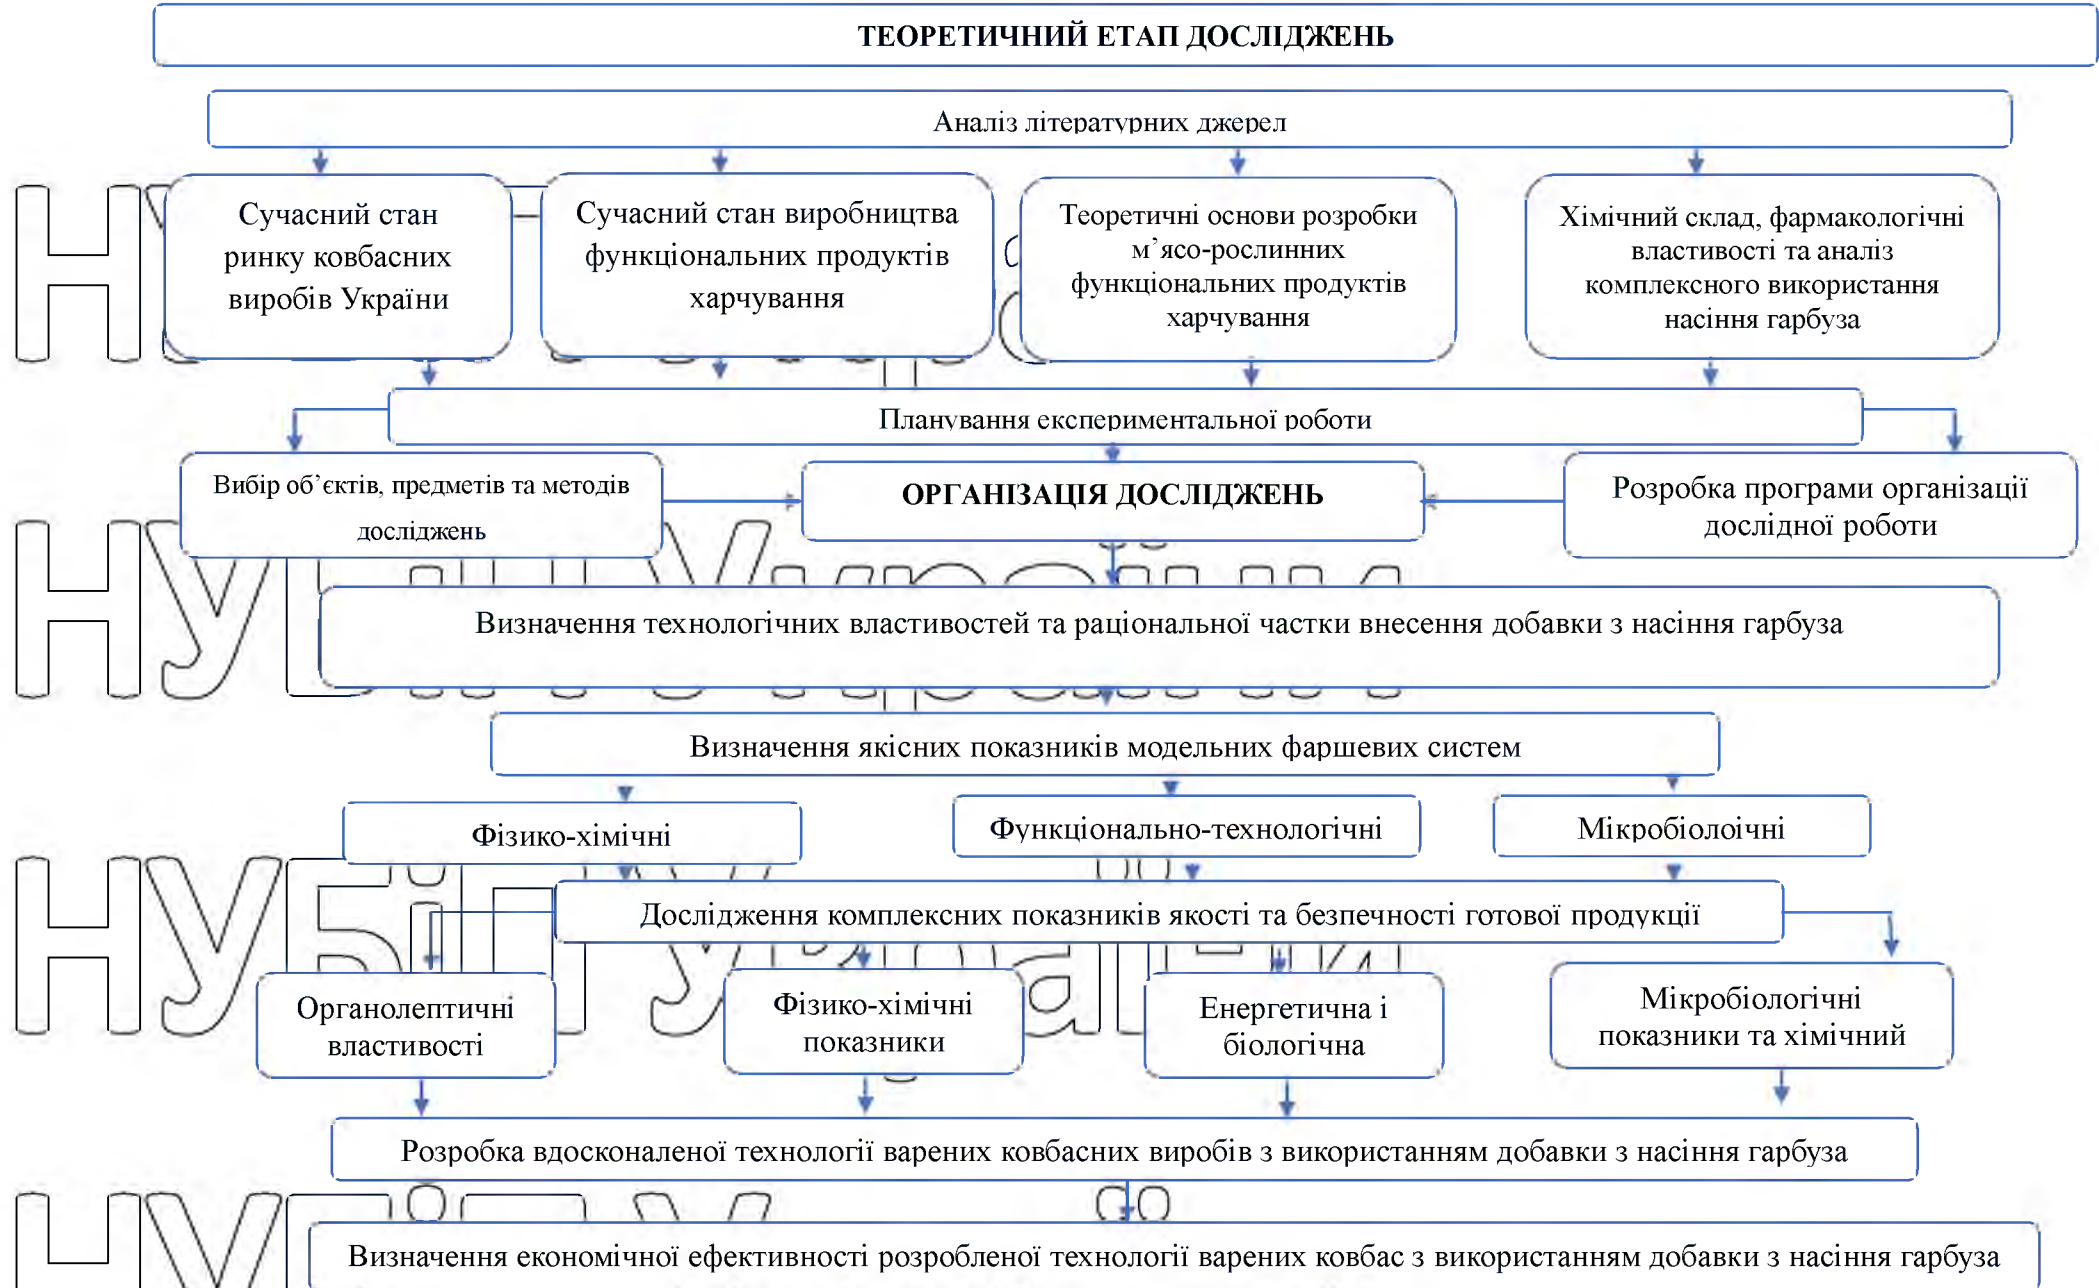 ТЕОРЕТИЧНИЙ ЕТАП ДОСЛІДЖЕНЬ
Аналіз літературних джерел
Сучасний стан
ринку ковбасних
виробів України
Сучасний стан виробництва
функціональних продуктів
харчування
Теоретичні основи розробки
м’ясо-рослинних
функціональних продуктів
харчування
Хімічний склад, фармакологічні
властивості та аналіз
комплексного використання
насіння гарбуза
Планування експериментальної роботи
Вибір об’єктів, предметів та методів
досліджень
ОРГАНІЗАЦІЯ ДОСЛІДЖЕНЬ
Розробка програми організації
дослідної роботи
НУБіП України
Визначення технологічних властивостей та раціональної частки внесення добавки з насіння гарбуза
Визначення якісних показників модельних фаршевих систем
Фізико-хімічні
Функціонально-технологічні
Мікробіолоічні
НУБіП України
Дослідження комплексних показників якості та безпечності готової продукції
Органолептичні
властивості
Фізико-хімічні
показники
Енергетична і
біологічна
Мікробіологічні
показники та хімічний
Розробка вдосконаленої технології варених ковбасних виробів з використанням добавки з насіння гарбуза
Визначення економічної ефективності розробленої технології варених ковбас з використанням добавки з насіння гарбуза